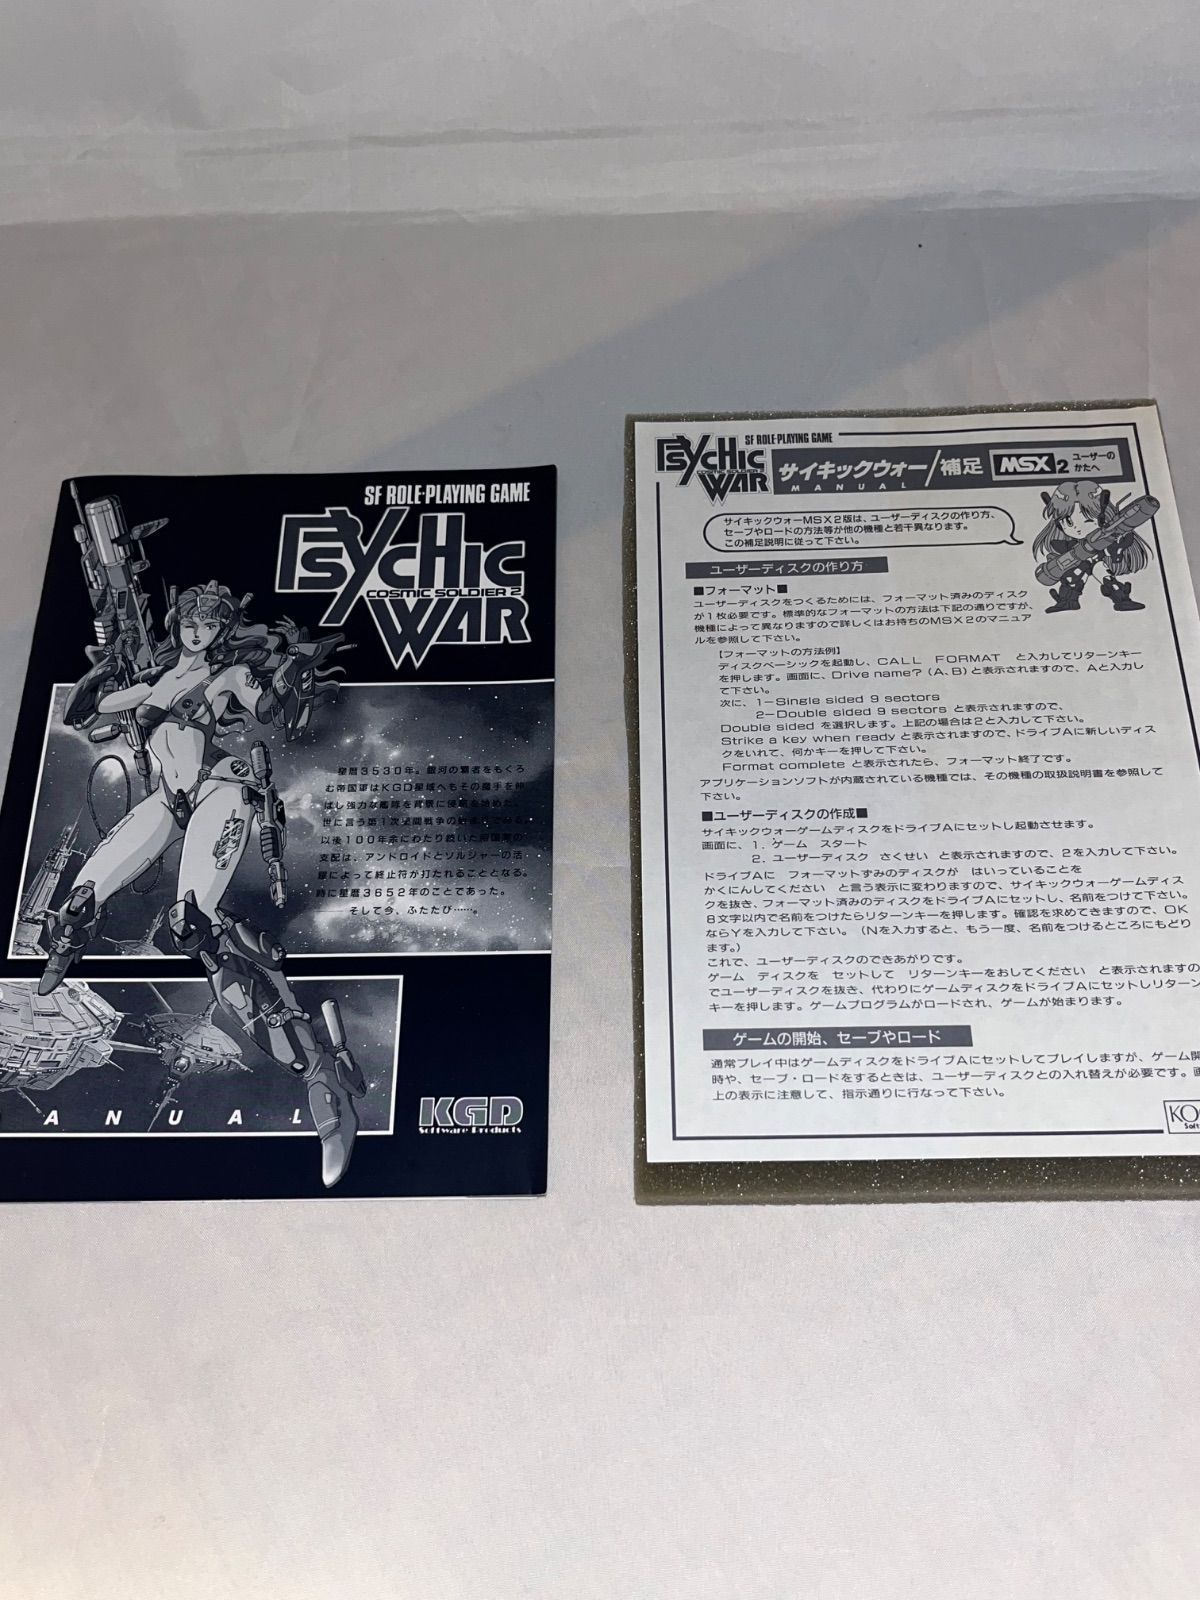 SF ROLE-PLAYING GAME
PSYCHIC
COSMIC SOLDIER 2
WAR
星暦3530年。銀河の覇者をもくろ
む帝国軍はKGD星域へもその魔手を伸
ばし強力な艦隊を背景に侵略を始めた。
世に言う第1次星間戦争の始まりである。
以後100年余にわたり続いた帝国軍の
支配は、アンドロイドとソルジャーの活
躍によって終止符が打たれることとなる。
時に星暦3652年のことであった。
そして今、ふたたび……。
MANUAL
KGD
Software Products
SF ROLE-PLAYING GAME
PSYCHIC
COSMIC SOLDIER 2
WAR
サイキックウォー/補足 MSX2 ユーザーの
かたへ
MANUAL
サイキックウォーMSX2版は、ユーザーディスクの作り方、
セーブやロードの方法等が他の機種と若干異なります。
この補足説明に従って下さい。
ユーザーディスクの作り方
■フォーマット■
ユーザーディスクをつくるためには、フォーマット済みのディスク
が1枚必要です。標準的なフォーマットの方法は下記の通りですが、
機種によって異なりますので詳しくはお持ちのMSX2のマニュア
ルを参照して下さい。
【フォーマットの方法例】
ディスクベーシックを起動し、CALL FORMAT と入力してリターンキー
を押します。画面に、Drive name?(A、B)と表示されますので、Aと入力し
て下さい。
次に、1-Single sided 9 sectors
2-Double sided 9 sectors と表示されますので、
Double sided を選択します。上記の場合は2と入力して下さい。
Strike a key when ready と表示されますので、ドライブAに新しいディス
クをいれて、何かキーを押して下さい。
Format complete と表示されたら、フォーマット終了です。
アプリケーションソフトが内蔵されている機種では、その機種の取扱説明書を参照して
下さい。
■ユーザーディスクの作成■
サイキックウォーゲームディスクをドライブAにセットし起動させます。
画面に、1. ゲーム スタート
2. ユーザーディスク さくせい と表示されますので、2を入力して下さい。
ドライブAに フォーマットずみのディスクが はいっていることを
かくにんしてください と言う表示に変わりますので、サイキックウォーゲームディス
クを抜き、フォーマット済みのディスクをドライブAにセットし、名前をつけて下さい。
8文字以内で名前をつけたらリターンキーを押します。確認を求めてきますので、OK
ならYを入力して下さい。(Nを入力すると、もう一度、名前をつけるところにもどり
ます。)
これで、ユーザーディスクのできあがりです。
ゲーム ディスクを セットして リターンキーをおしてください と表示されますの
でユーザーディスクを抜き、代わりにゲームディスクをドライブAにセットしリターン
キーを押します。ゲームプログラムがロードされ、ゲームが始まります。
ゲームの開始、セーブやロード
通常プレイ中はゲームディスクをドライブAにセットしてプレイしますが、ゲーム開
時や、セーブ・ロードをするときは、ユーザーディスクとの入れ替えが必要です。画
上の表示に注意して、指示通りに行なって下さい。